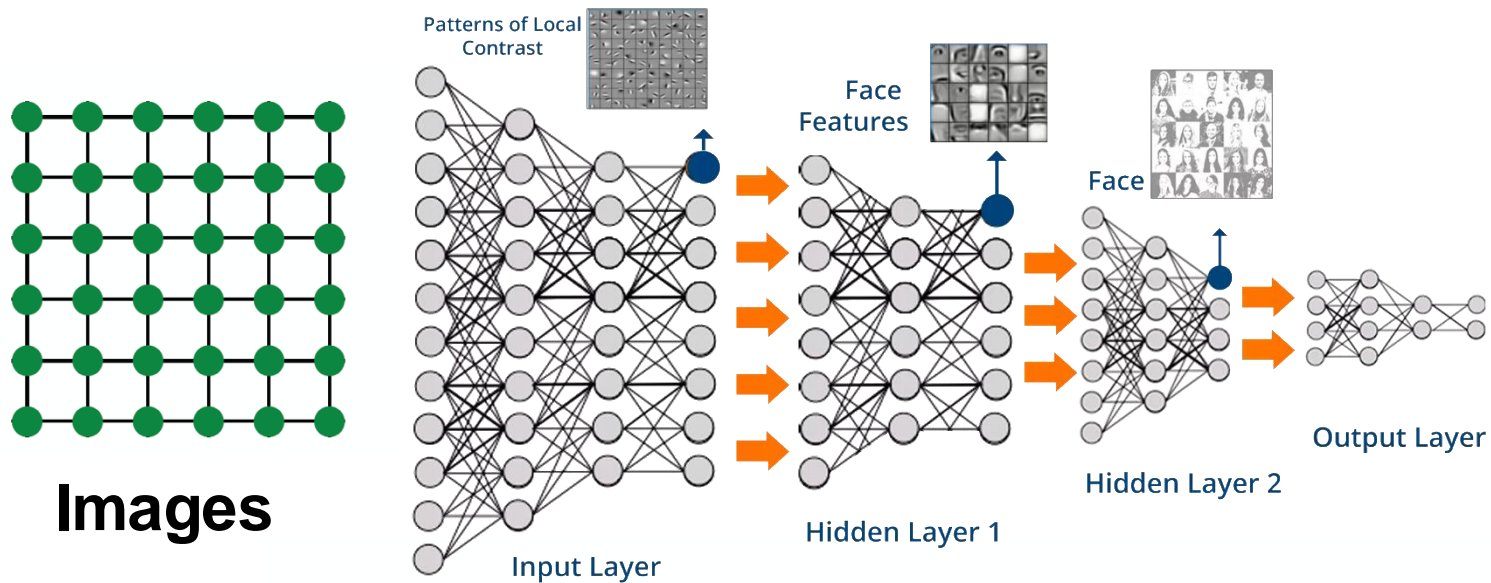 Patterns of Local
Contrast
Face
Features
Face
Images
Input Layer
Hidden Layer 1
Hidden Layer 2
Output Layer